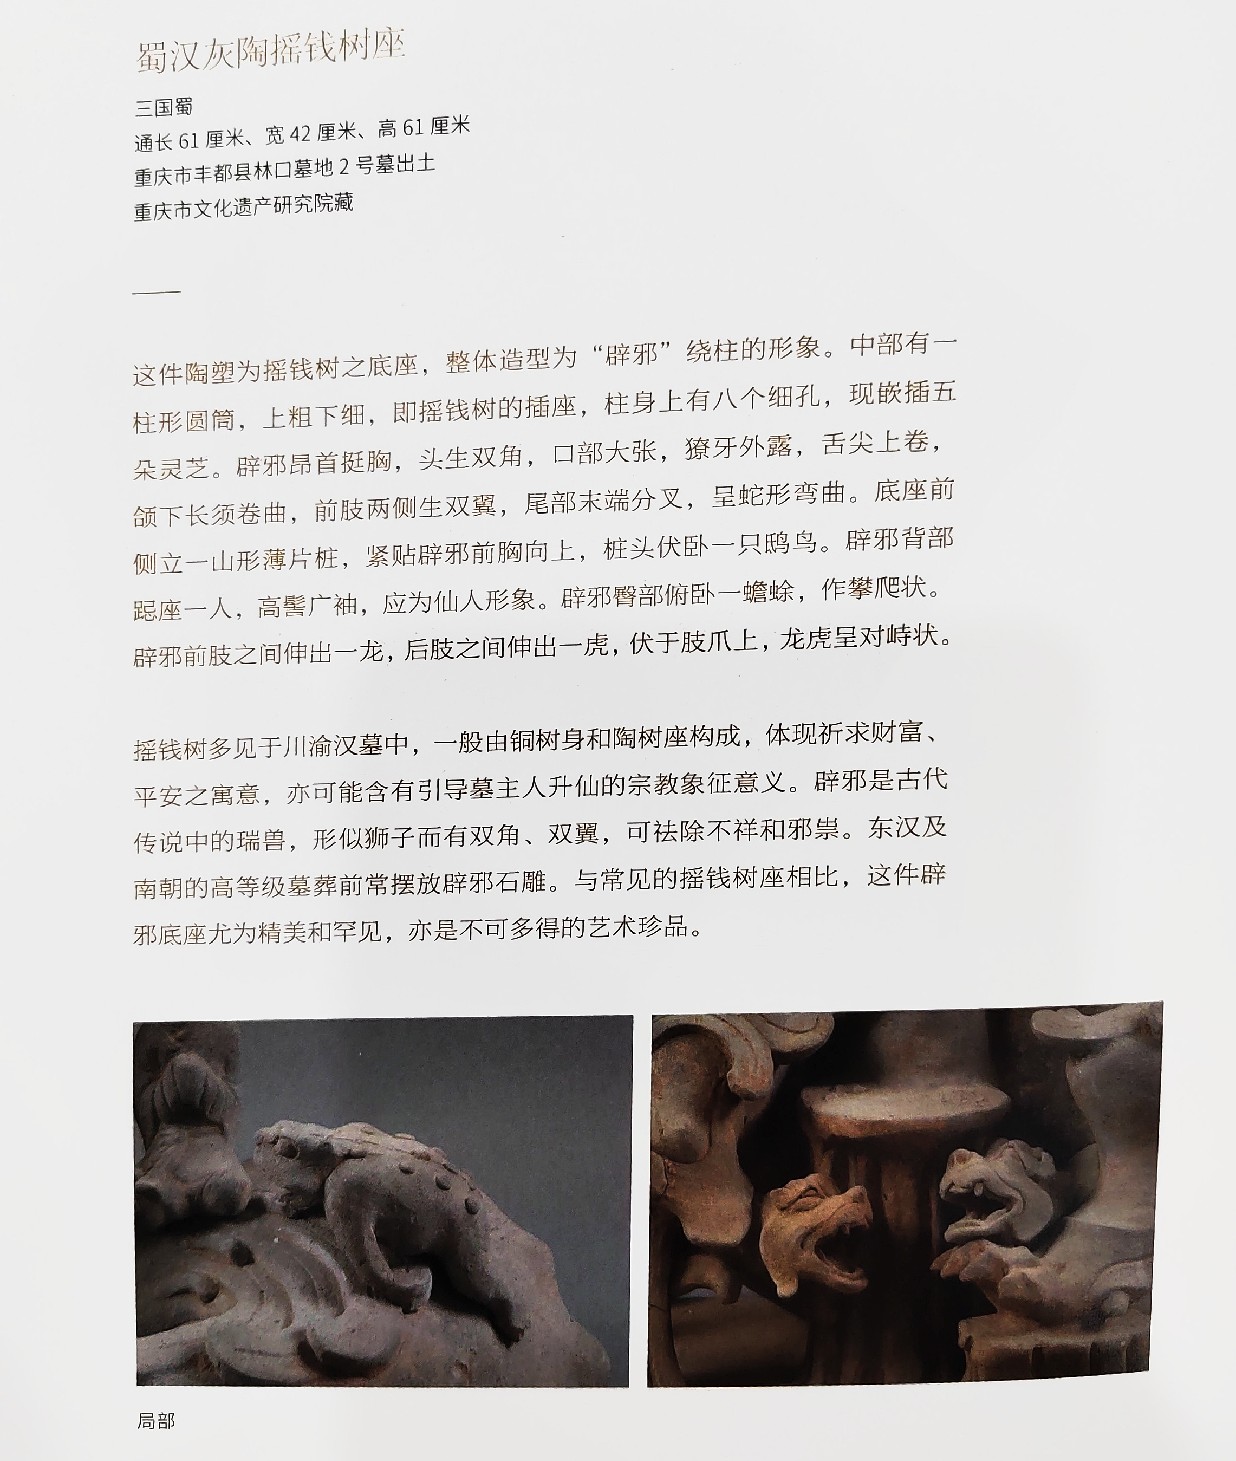 蜀汉灰陶摇钱树座
三国蜀
通长 61 厘米、宽 42 厘米、高 61 厘米
重庆市丰都县林口墓地 2 号墓出土
重庆市文化遗产研究院藏
这件陶塑为摇钱树之底座，整体造型为“辟邪”绕柱的形象。中部有一
柱形圆筒，上粗下细，即摇钱树的插座，柱身上有八个细孔，现嵌插五
朵灵芝。辟邪昂首挺胸，头生双角，口部大张，獠牙外露，舌尖上卷，
颌下长须卷曲，前肢两侧生双翼，尾部末端分叉，呈蛇形弯曲。底座前
侧立一山形薄片桩，紧贴辟邪前胸向上，桩头伏卧一只鸱鸟。辟邪背部
跽座一人，高髻广袖，应为仙人形象。辟邪臀部俯卧一蟾蜍，作攀爬状。
辟邪前肢之间伸出一龙，后肢之间伸出一虎，伏于肢爪上，龙虎呈对峙状。
摇钱树多见于川渝汉墓中，一般由铜树身和陶树座构成，体现祈求财富、
平安之寓意，亦可能含有引导墓主人升仙的宗教象征意义。辟邪是古代
传说中的瑞兽，形似狮子而有双角、双翼，可祛除不祥和邪祟。东汉及
南朝的高等级墓葬前常摆放辟邪石雕。与常见的摇钱树座相比，这件辟
邪底座尤为精美和罕见，亦是不可多得的艺术珍品。
局部